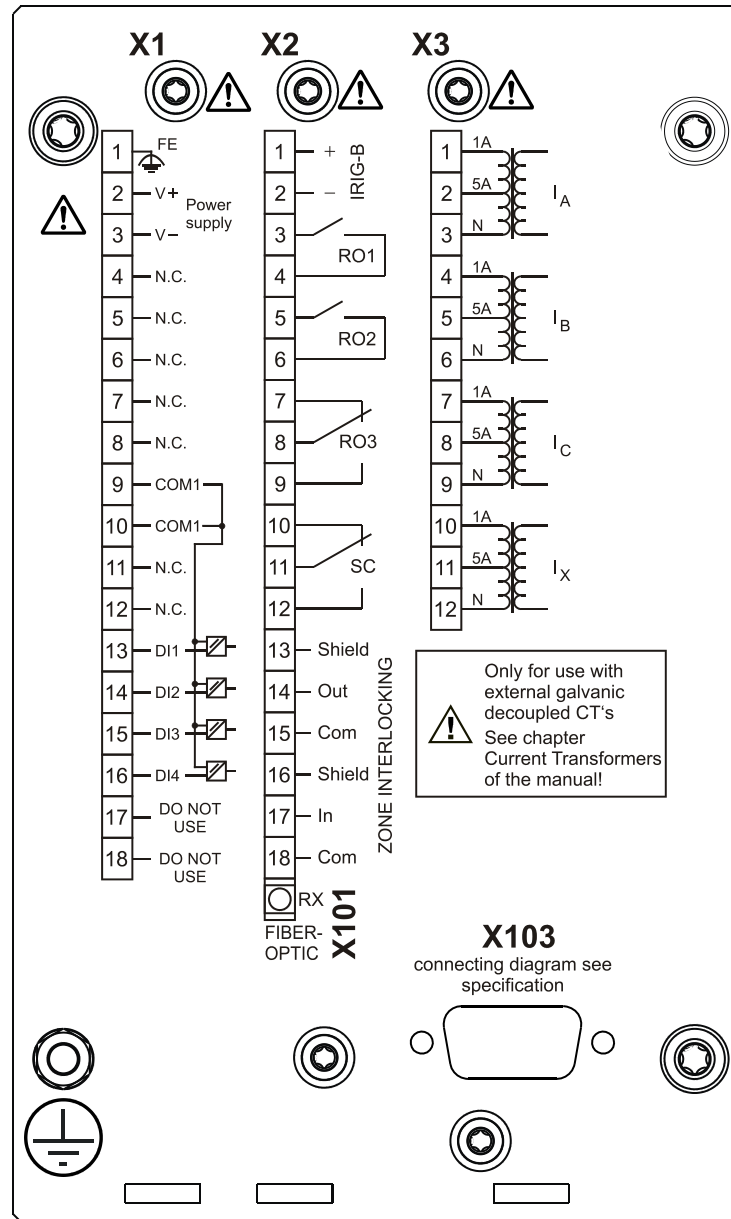 X1 X2 X3
1 FE
2 V+
Power
supply
3 V–
4 N.C.
5 N.C.
6 N.C.
7 N.C.
8 N.C.
9 COM1
10 COM1
11 N.C.
12 N.C.
13 DI1
14 DI2
15 DI3
16 DI4
17 DO NOT
USE
18 DO NOT
USE
1 +
2 –
IRIG-B
3
4
RO1
5
6
RO2
7
8 RO3
9
10
11 SC
12
13 Shield
14 Out
15 Com
16 Shield
17 In
18 Com
ZONE INTERLOCKING
RX
FIBER-
OPTIC
X101
1 1A
2 5A
3 N
IA
4 1A
5 5A
6 N
IB
7 1A
8 5A
9 N
IC
10 1A
11 5A
12 N
IX
Only for use with
external galvanic
decoupled CT‘s
See chapter
Current Transformers
of the manual!
X103
connecting diagram see
specification